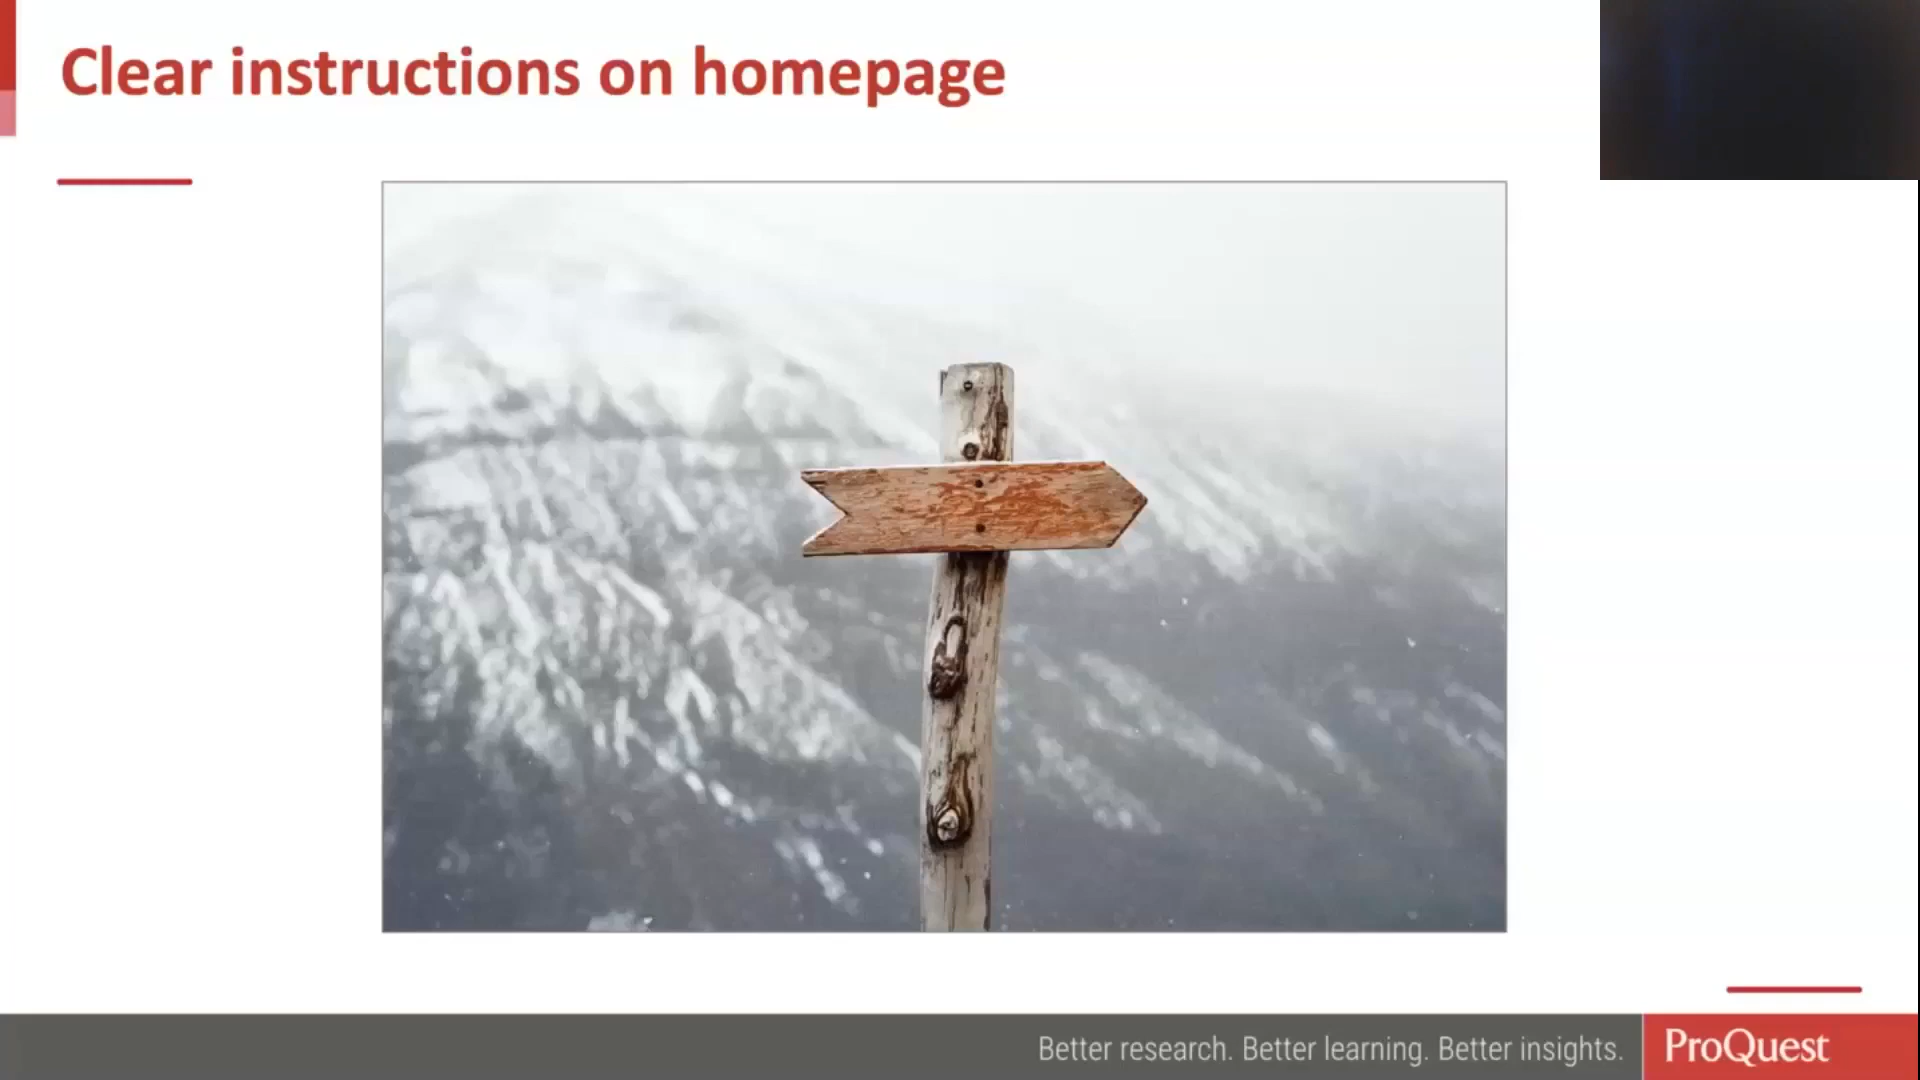 Clear instructions on homepage
Better research. Better learning. Better insights.
ProQuest